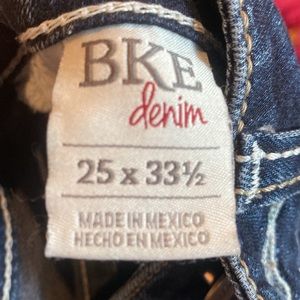 BKE
denim
25 x 33½
MADE IN MEXICO
HECHO EN MEXICO